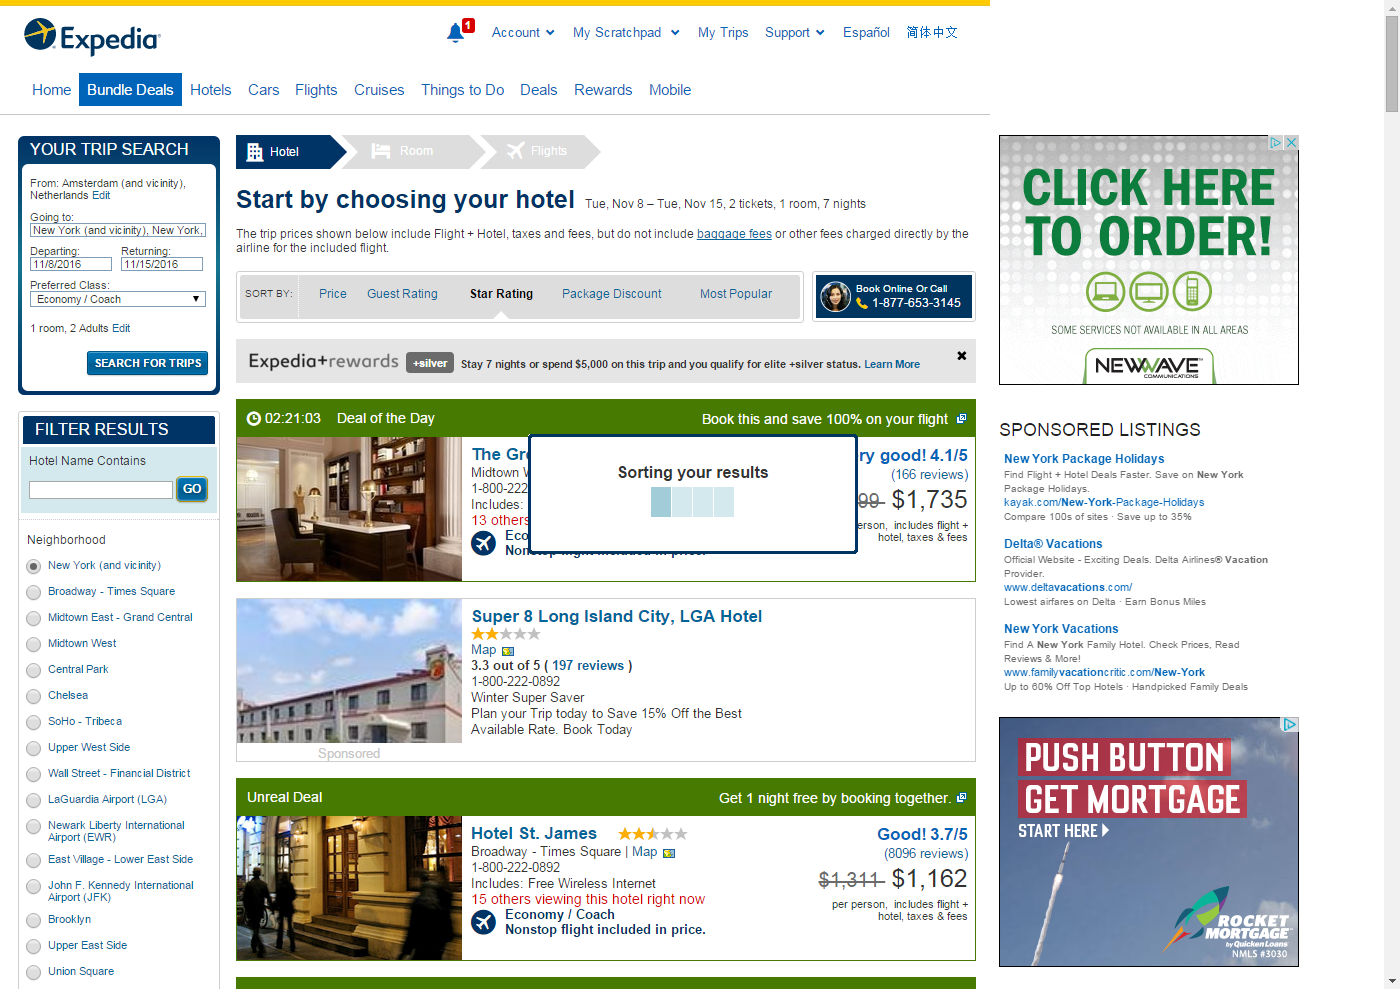 Expedia
1
Account
My Scratchpad
My Trips
Support
Español
简体中文
Home
Bundle Deals
Hotels
Cars
Flights
Cruises
Things to Do
Deals
Rewards
Mobile
YOUR TRIP SEARCH
From: Amsterdam (and vicinity),
Netherlands Edit
Going to:
New York (and vicinity), New York,
Departing:
Returning:
11/8/2016
11/15/2016
Preferred Class:
Economy / Coach
1 room, 2 Adults Edit
SEARCH FOR TRIPS
FILTER RESULTS
Hotel Name Contains
GO
Neighborhood
New York (and vicinity)
Broadway - Times Square
Midtown East - Grand Central
Midtown West
Central Park
Chelsea
SoHo - Tribeca
Upper West Side
Wall Street - Financial District
LaGuardia Airport (LGA)
Newark Liberty International
Airport (EWR)
East Village - Lower East Side
John F. Kennedy International
Airport (JFK)
Brooklyn
Upper East Side
Union Square
Hotel
Room
Flights
Start by choosing your hotel
Tue, Nov 8 – Tue, Nov 15, 2 tickets, 1 room, 7 nights
The trip prices shown below include Flight + Hotel, taxes and fees, but do not include baggage fees or other fees charged directly by the
airline for the included flight.
SORT BY:
Price
Guest Rating
Star Rating
Package Discount
Most Popular
Book Online Or Call
1-877-653-3145
Expedia+rewards
+silver
Stay 7 nights or spend $5,000 on this trip and you qualify for elite +silver status. Learn More
02:21:03
Deal of the Day
Book this and save 100% on your flight
The Gr
Midtown
1-800-222
Includes:
13 others
Eco
Nonstop flight included in price.
Sorting your results
ry good! 4.1/5
(166 reviews)
99 $1,735
erson, includes flight +
hotel, taxes & fees
Super 8 Long Island City, LGA Hotel
Map
3.3 out of 5 ( 197 reviews )
1-800-222-0892
Winter Super Saver
Plan your Trip today to Save 15% Off the Best
Available Rate. Book Today
Sponsored
Unreal Deal
Get 1 night free by booking together.
Hotel St. James
Broadway - Times Square | Map
1-800-222-0892
Includes: Free Wireless Internet
15 others viewing this hotel right now
Economy / Coach
Nonstop flight included in price.
Good! 3.7/5
(8096 reviews)
$1,311 $1,162
per person, includes flight +
hotel, taxes & fees
CLICK HERE
TO ORDER!
SOME SERVICES NOT AVAILABLE IN ALL AREAS
NEWWAVE
COMMUNICATIONS
SPONSORED LISTINGS
New York Package Holidays
Find Flight + Hotel Deals Faster. Save on New York
Package Holidays.
kayak.com/New-York-Package-Holidays
Compare 100s of sites · Save up to 35%
Delta® Vacations
Official Website - Exciting Deals. Delta Airlines® Vacation
Provider.
www.deltavacations.com/
Lowest airfares on Delta · Earn Bonus Miles
New York Vacations
Find A New York Family Hotel. Check Prices, Read
Reviews & More!
www.familyvacationcritic.com/New-York
Up to 60% Off Top Hotels · Handpicked Family Deals
PUSH BUTTON
GET MORTGAGE
START HERE
ROCKET
MORTGAGE
by Quicken Loans
NMLS #3030